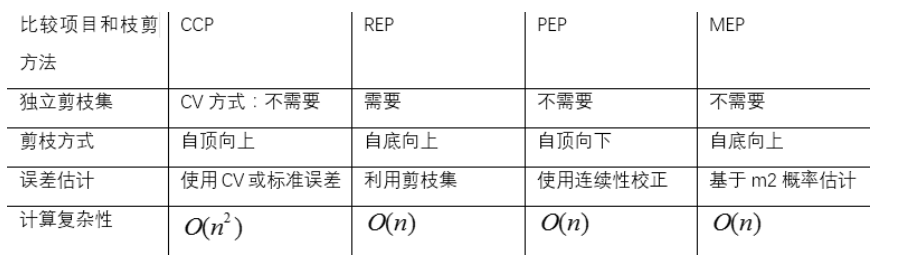 比较项目和枝剪方法 CCP REP PEP MEP
独立剪枝集 CV 方式：不需要 需要 不需要 不需要
剪枝方式 自顶向上 自底向上 自顶向下 自底向上
误差估计 使用 CV 或标准误差 利用剪枝集 使用连续性校正 基于 m2 概率估计
计算复杂性 O(n²) O(n) O(n) O(n)